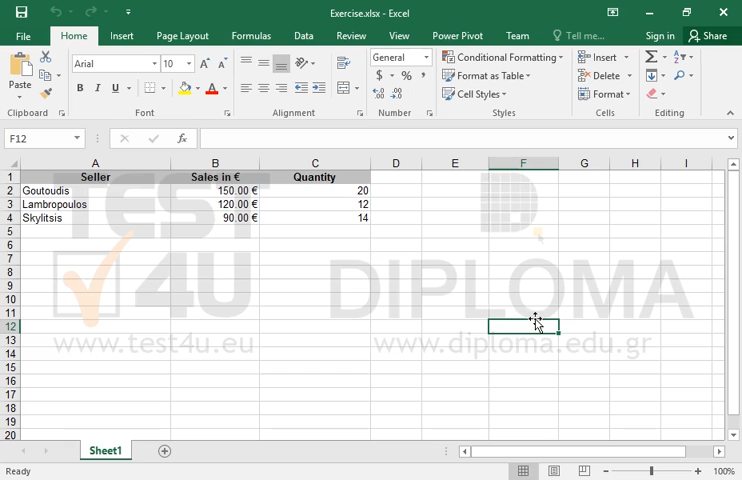 Exercise.xlsx - Excel
File Home Insert Page Layout Formulas Data Review View Power Pivot Team Tell me... Sign in Share
Paste
Arial 10
B I U A
General
$ % ,
Conditional Formatting
Format as Table
Cell Styles
Insert
Delete
Format
Clipboard Font Alignment Number Styles Cells Editing
F12 fx
A B C D E F G H I
1 Seller Sales in € Quantity
2 Goutoudis 150.00 € 20
3 Lambropoulos 120.00 € 12
4 Skylitsis 90.00 € 14
5
6
7
8
9
10
11
12
13
14
15
16
17
18
19
20
TEST
4U
www.test4u.eu
DIPLOMA
www.diploma.edu.gr
Sheet1
Ready 100%